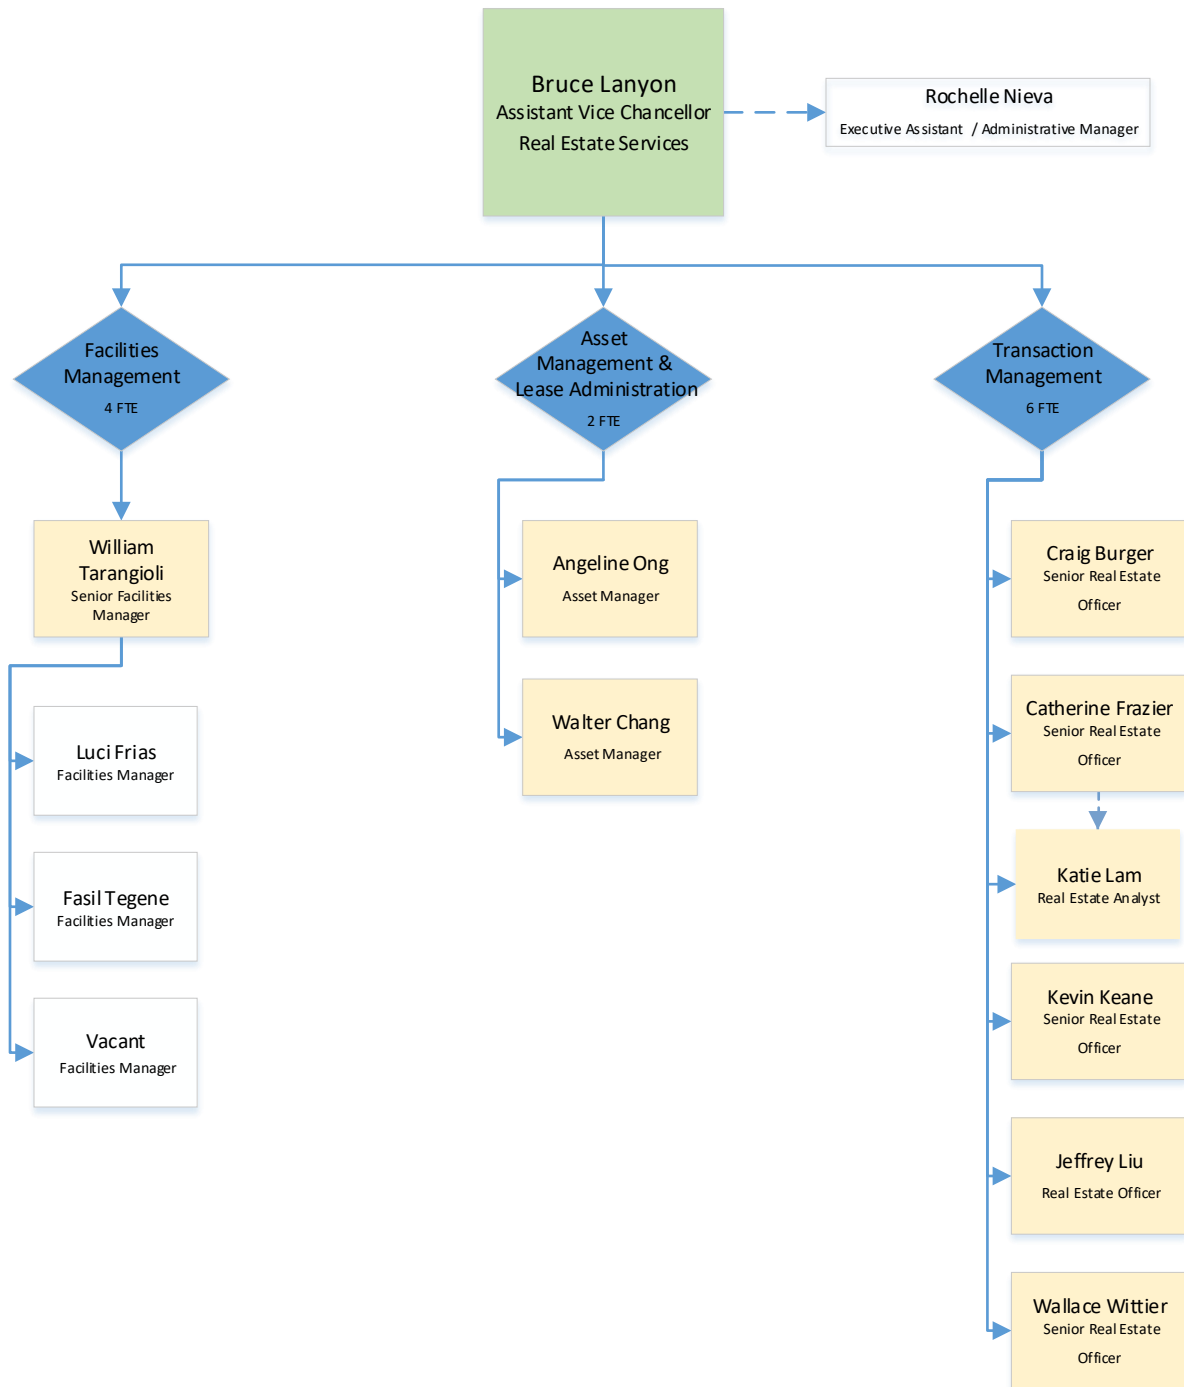 Bruce Lanyon
Assistant Vice Chancellor
Real Estate Services
Rochelle Nieva
Executive Assistant / Administrative Manager
Facilities
Management
4 FTE
Asset
Management &
Lease Administration
2 FTE
Transaction
Management
6 FTE
William
Tarangioli
Senior Facilities
Manager
Luci Frias
Facilities Manager
Fasil Tegene
Facilities Manager
Vacant
Facilities Manager
Angeline Ong
Asset Manager
Walter Chang
Asset Manager
Craig Burger
Senior Real Estate
Officer
Catherine Frazier
Senior Real Estate
Officer
Katie Lam
Real Estate Analyst
Kevin Keane
Senior Real Estate
Officer
Jeffrey Liu
Real Estate Officer
Wallace Wittier
Senior Real Estate
Officer